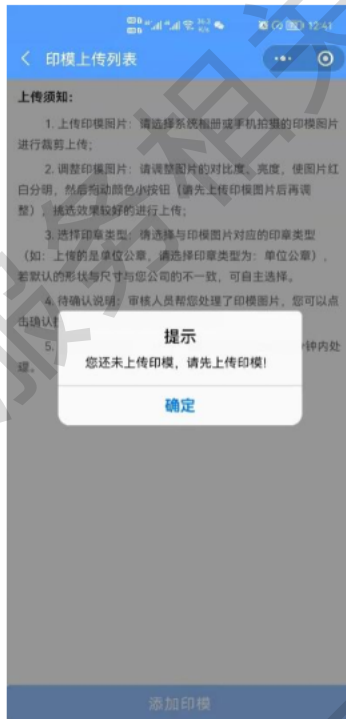 12:41
印模上传列表
上传须知：
1. 上传印模图片：请选择系统相册或手机拍摄的印模图片
进行裁剪上传；
2. 调整印模图片：请调整图片的对比度、亮度，使图片红
白分明，然后拖动颜色小按钮（请先上传印模图片后再调
整），挑选效果较好的进行上传；
3. 选择印章类型：请选择与印模图片对应的印章类型
（如：上传的是单位公章，请选择印章类型为：单位公章），
若默认的形状与尺寸与您公司的不一致，可自主选择。
4. 待确认说明：审核人员帮您处理了印模图片，您可以点
击确认
5.
钟内处
理。
提示
您还未上传印模，请先上传印模!
确定
添加印模
服务相关